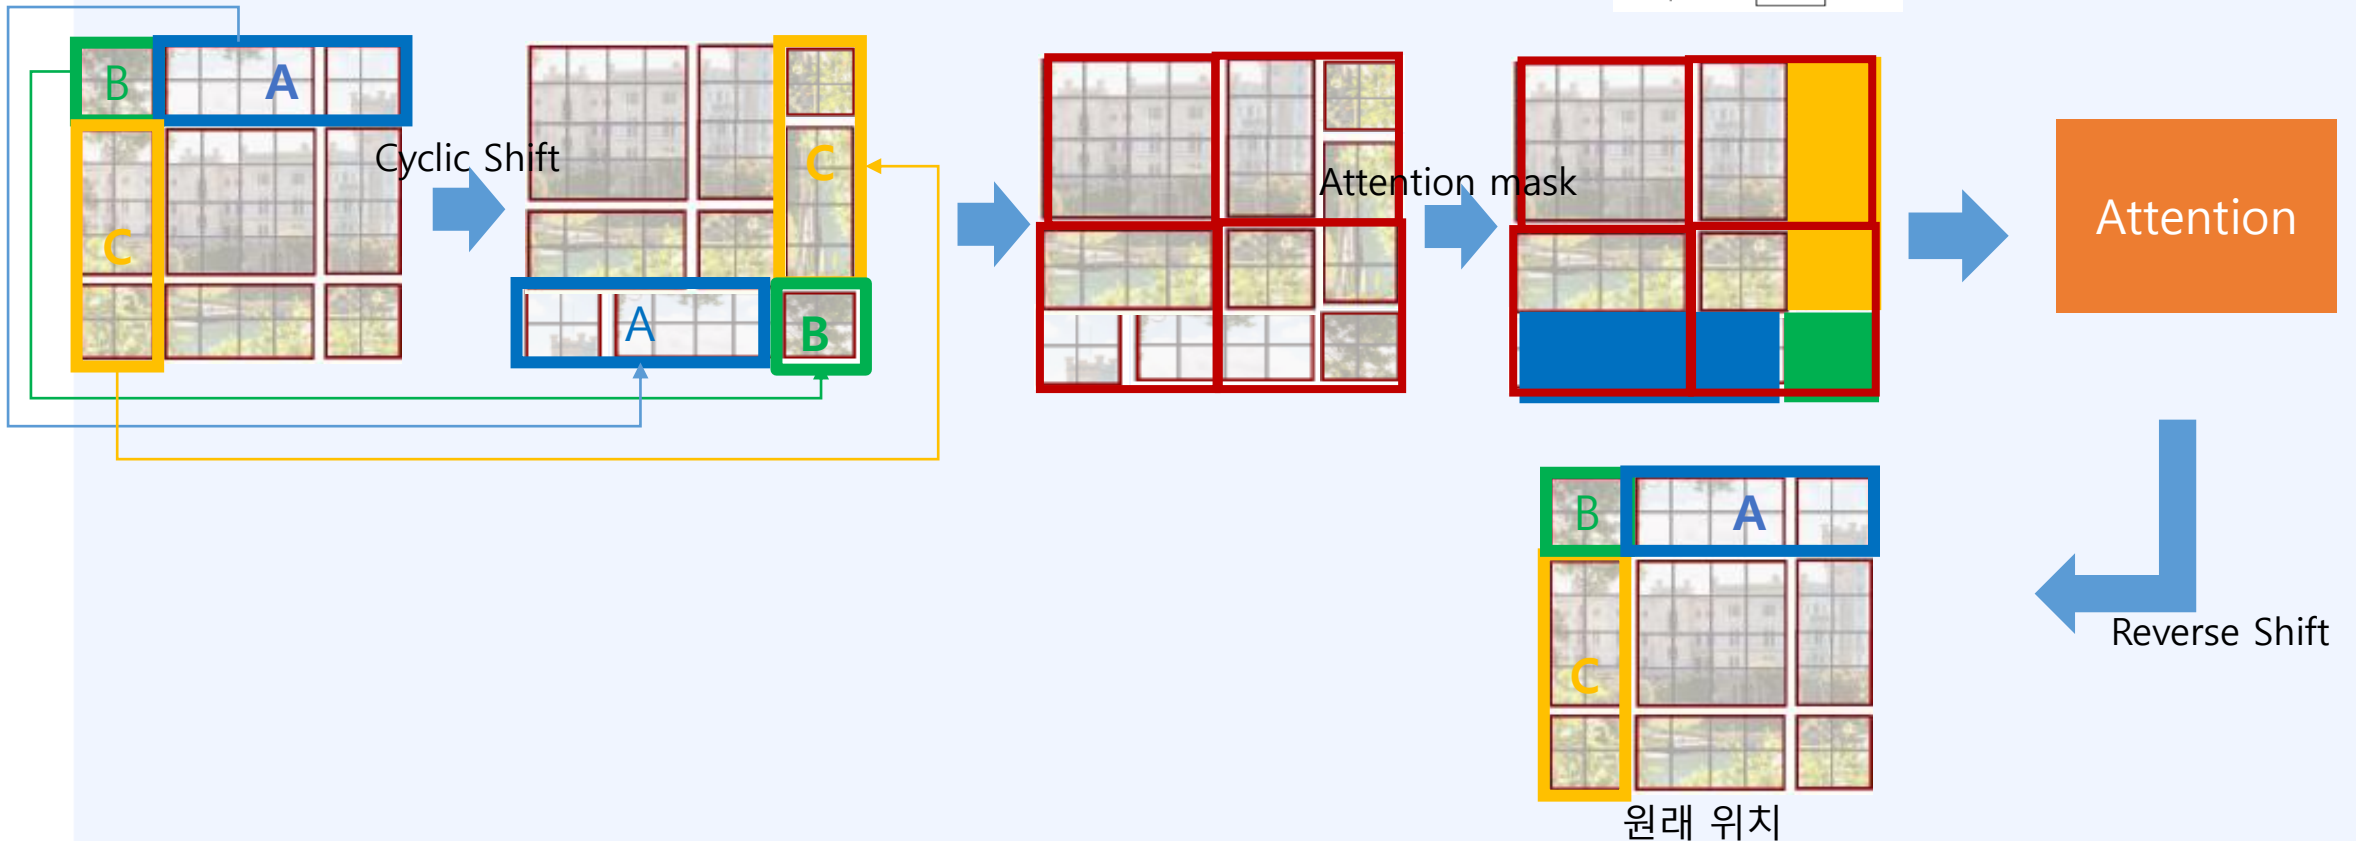 B
A
C
Cyclic Shift
C
A
B
Attention mask
Attention
Reverse Shift
B
A
C
원래 위치